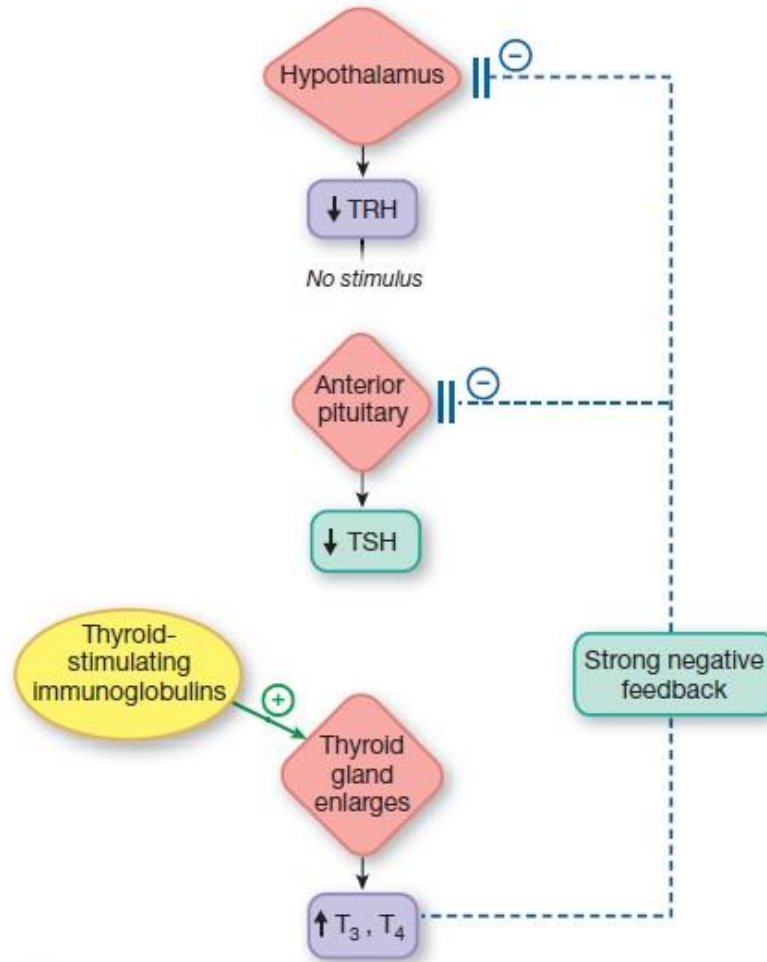 −
Hypothalamus
↓ TRH
No stimulus
−
Anterior
pituitary
↓ TSH
Thyroid-
stimulating
immunoglobulins
+
Strong negative
feedback
Thyroid
gland
enlarges
↑ T₃ , T₄